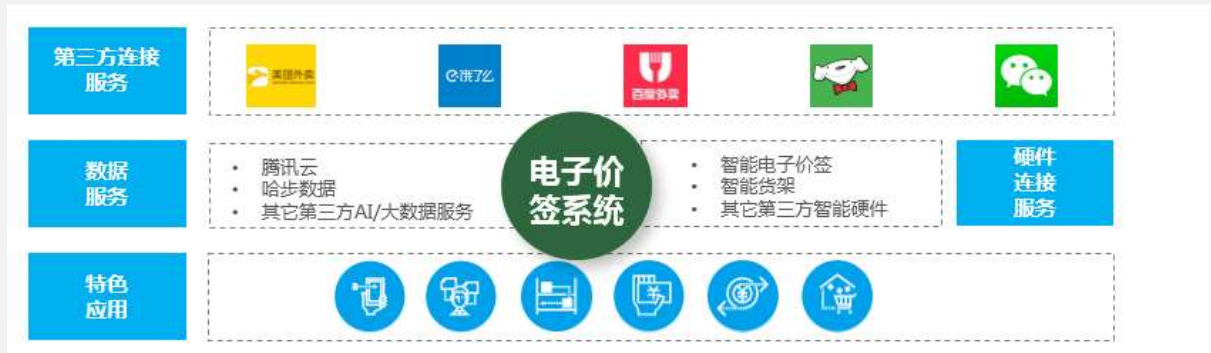 第三方连接
服务
美团外卖
饿了么
百度外卖
数据
服务
• 腾讯云
• 哈步数据
• 其它第三方AI/大数据服务
电子价
签系统
• 智能电子价签
• 智能货架
• 其它第三方智能硬件
硬件
连接
服务
特色
应用